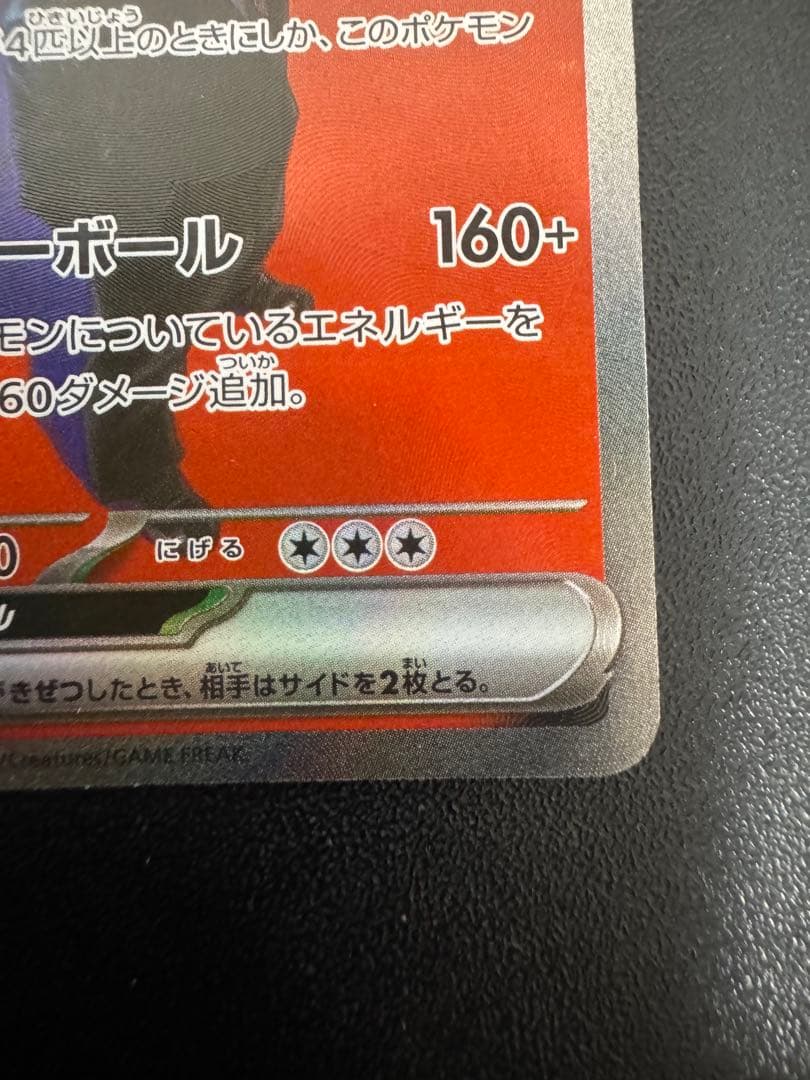 4匹以上のときにしか、このポケモン
ひきいじょう
ーボール 160+
モンについているエネルギーを
60ダメージ追加。
ついか
0 にげる
ル
きぜつしたとき、相手はサイドを2枚とる。
あいて まい
/Creatures/GAME FREAK.